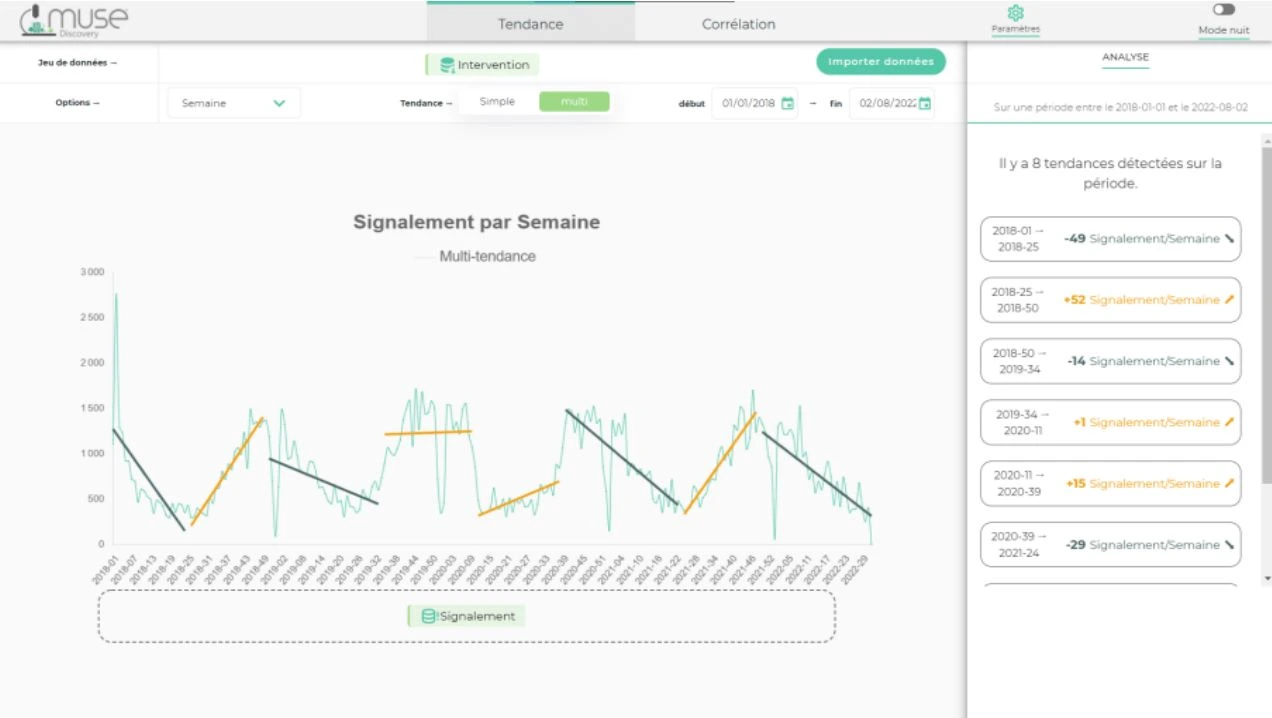 muse
Discovery
Tendance
Corrélation
Paramètres
Mode nuit
Jeu de données →
Intervention
Importer données
ANALYSE
Options →
Semaine
Tendance →
Simple
multi
début
01/01/2018
→
fin
02/08/2022
Sur une période entre le 2018-01-01 et le 2022-08-02
Il y a 8 tendances détectées sur la
période.
Signalement par Semaine
Multi-tendance
3 000
2 500
2 000
1 500
1 000
500
0
2018-01
2018-07
2018-13
2018-19
2018-25
2018-31
2018-37
2018-43
2018-49
2019-02
2019-08
2019-14
2019-20
2019-26
2019-32
2019-38
2019-44
2019-50
2020-03
2020-09
2020-15
2020-21
2020-27
2020-33
2020-39
2020-45
2020-51
2021-04
2021-10
2021-16
2021-22
2021-28
2021-34
2021-40
2021-46
2021-52
2022-05
2022-11
2022-17
2022-23
2022-29
Signalement
2018-01 →
2018-25
-49 Signalement/Semaine
2018-25 →
2018-50
+52 Signalement/Semaine
2018-50 →
2019-34
-14 Signalement/Semaine
2019-34 →
2020-11
+1 Signalement/Semaine
2020-11 →
2020-39
+15 Signalement/Semaine
2020-39 →
2021-24
-29 Signalement/Semaine